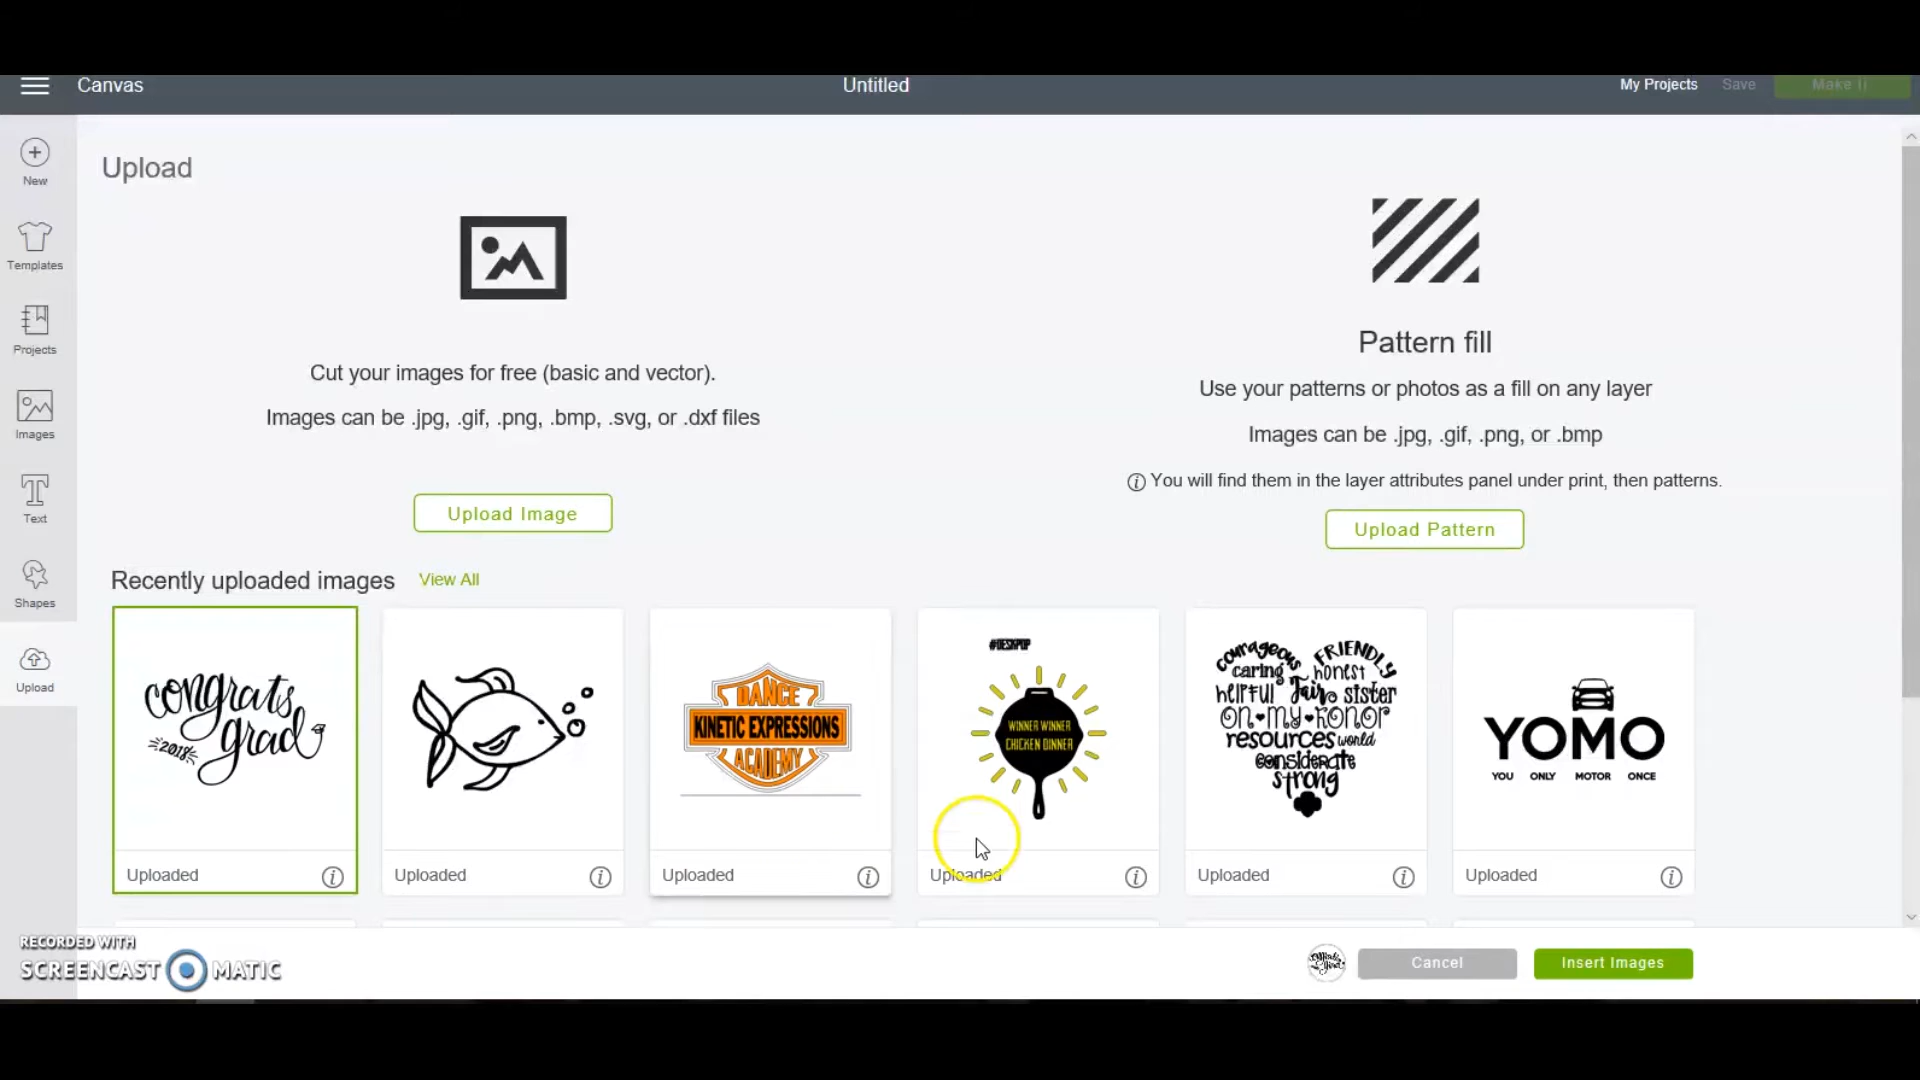 Canvas
Untitled
My Projects
Save
Make It
New
Templates
Projects
Images
Text
Shapes
Upload
Upload
Cut your images for free (basic and vector).
Images can be .jpg, .gif, .png, .bmp, .svg, or .dxf files
Upload Image
Pattern fill
Use your patterns or photos as a fill on any layer
Images can be .jpg, .gif, .png, or .bmp
You will find them in the layer attributes panel under print, then patterns.
Upload Pattern
Recently uploaded images
View All
congrats
grad
2018
DANCE
KINETIC EXPRESSIONS
ACADEMY
#DESKPOP
WINNER WINNER
CHICKEN DINNER
courageous FRIENDLY
caring honest
helpful Fair sister
on my honor
resources world
considerate
strong
YOMO
YOU ONLY MOTOR ONCE
Uploaded
Uploaded
Uploaded
Uploaded
Uploaded
Uploaded
RECORDED WITH
SCREENCAST MATIC
Cancel
Insert Images